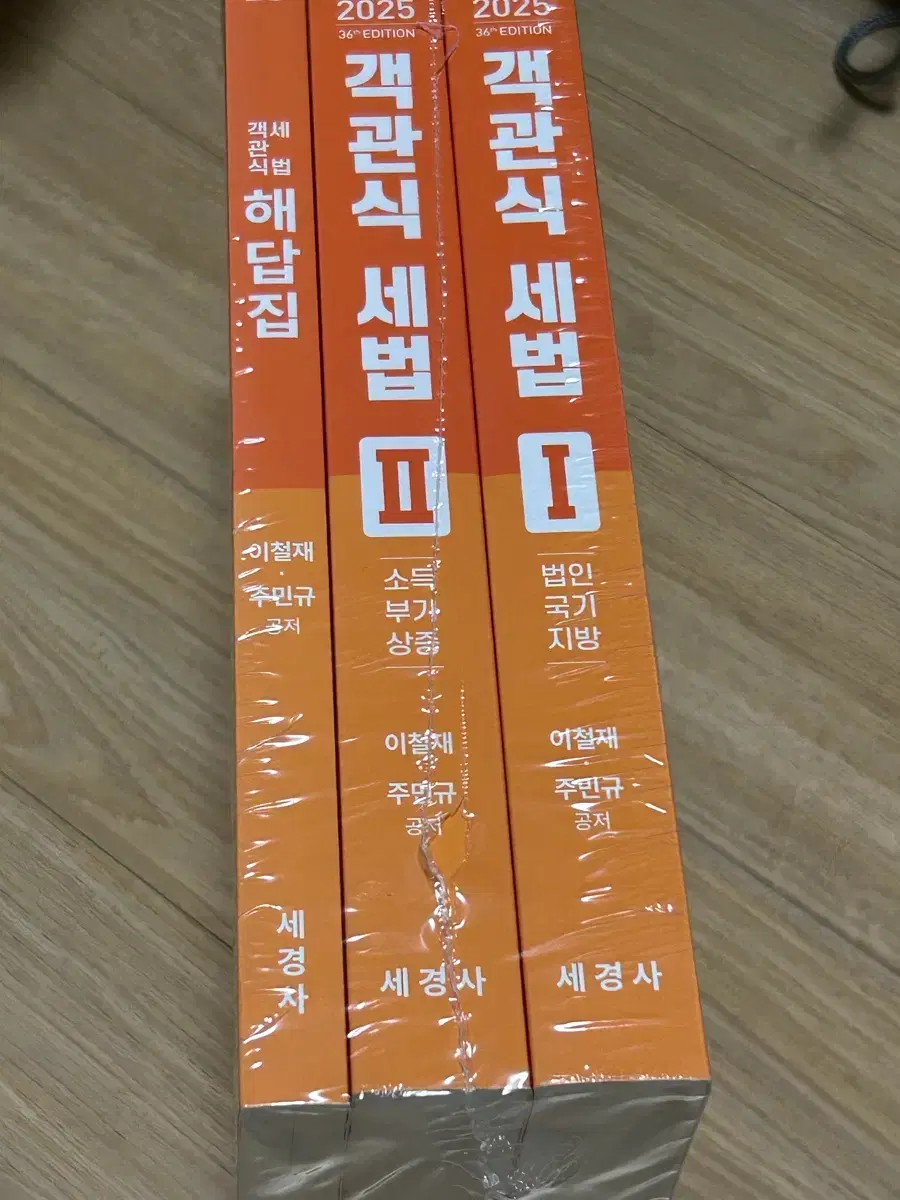 객관식 세법
해답집
이철재
·
주민규
공저
세경사
2025
36th EDITION
객관식 세법
II
소득
부가
상증
이철재
·
주민규
공저
세경사
2025
36th EDITION
객관식 세법
I
법인
국기
지방
이철재
·
주민규
공저
세경사